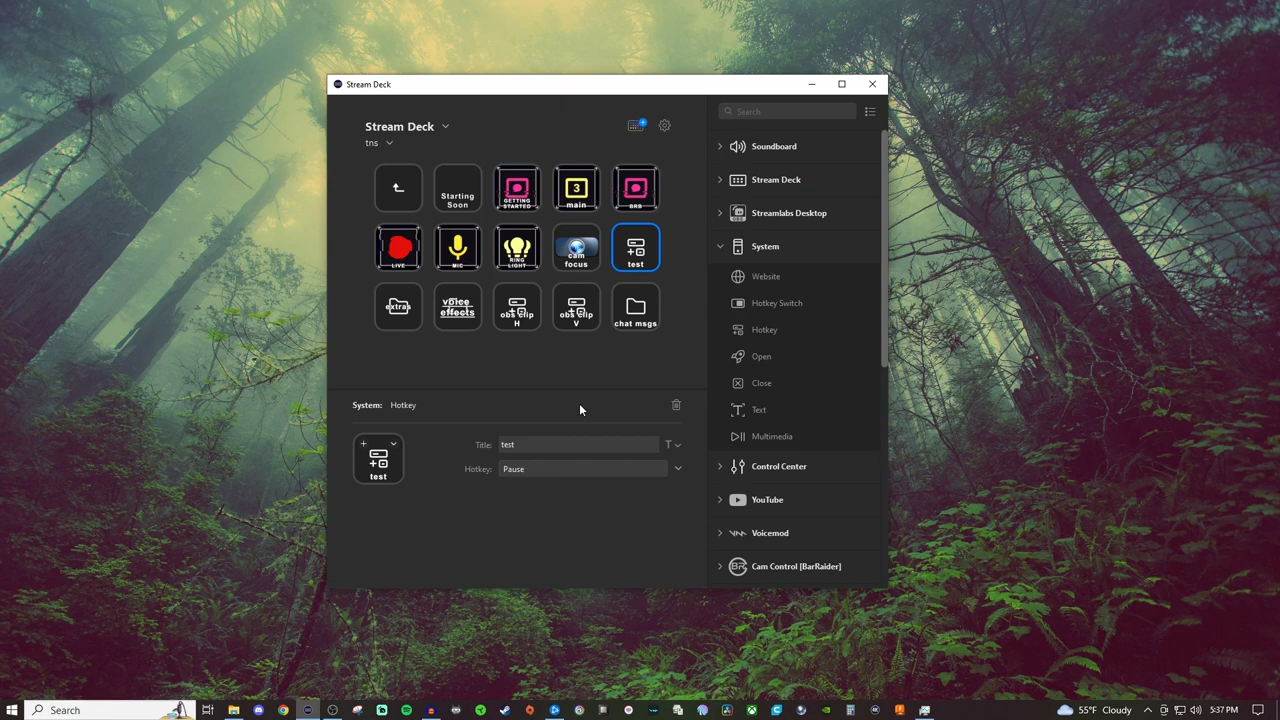 Stream Deck
Stream Deck
tns
Starting
Soon
GETTING
STARTED
3
main
BRB
LIVE
MIC
RING
LIGHT
cam
focus
test
extras
voice
effects
obs clip
H
obs clip
V
chat msgs
System: Hotkey
test
Title: test
T
Hotkey: Pause
Search
Soundboard
Stream Deck
Streamlabs Desktop
System
Website
Hotkey Switch
Hotkey
Open
Close
Text
Multimedia
Control Center
YouTube
Voicemod
Cam Control [BarRaider]
Search
55°F Cloudy
5:37 PM